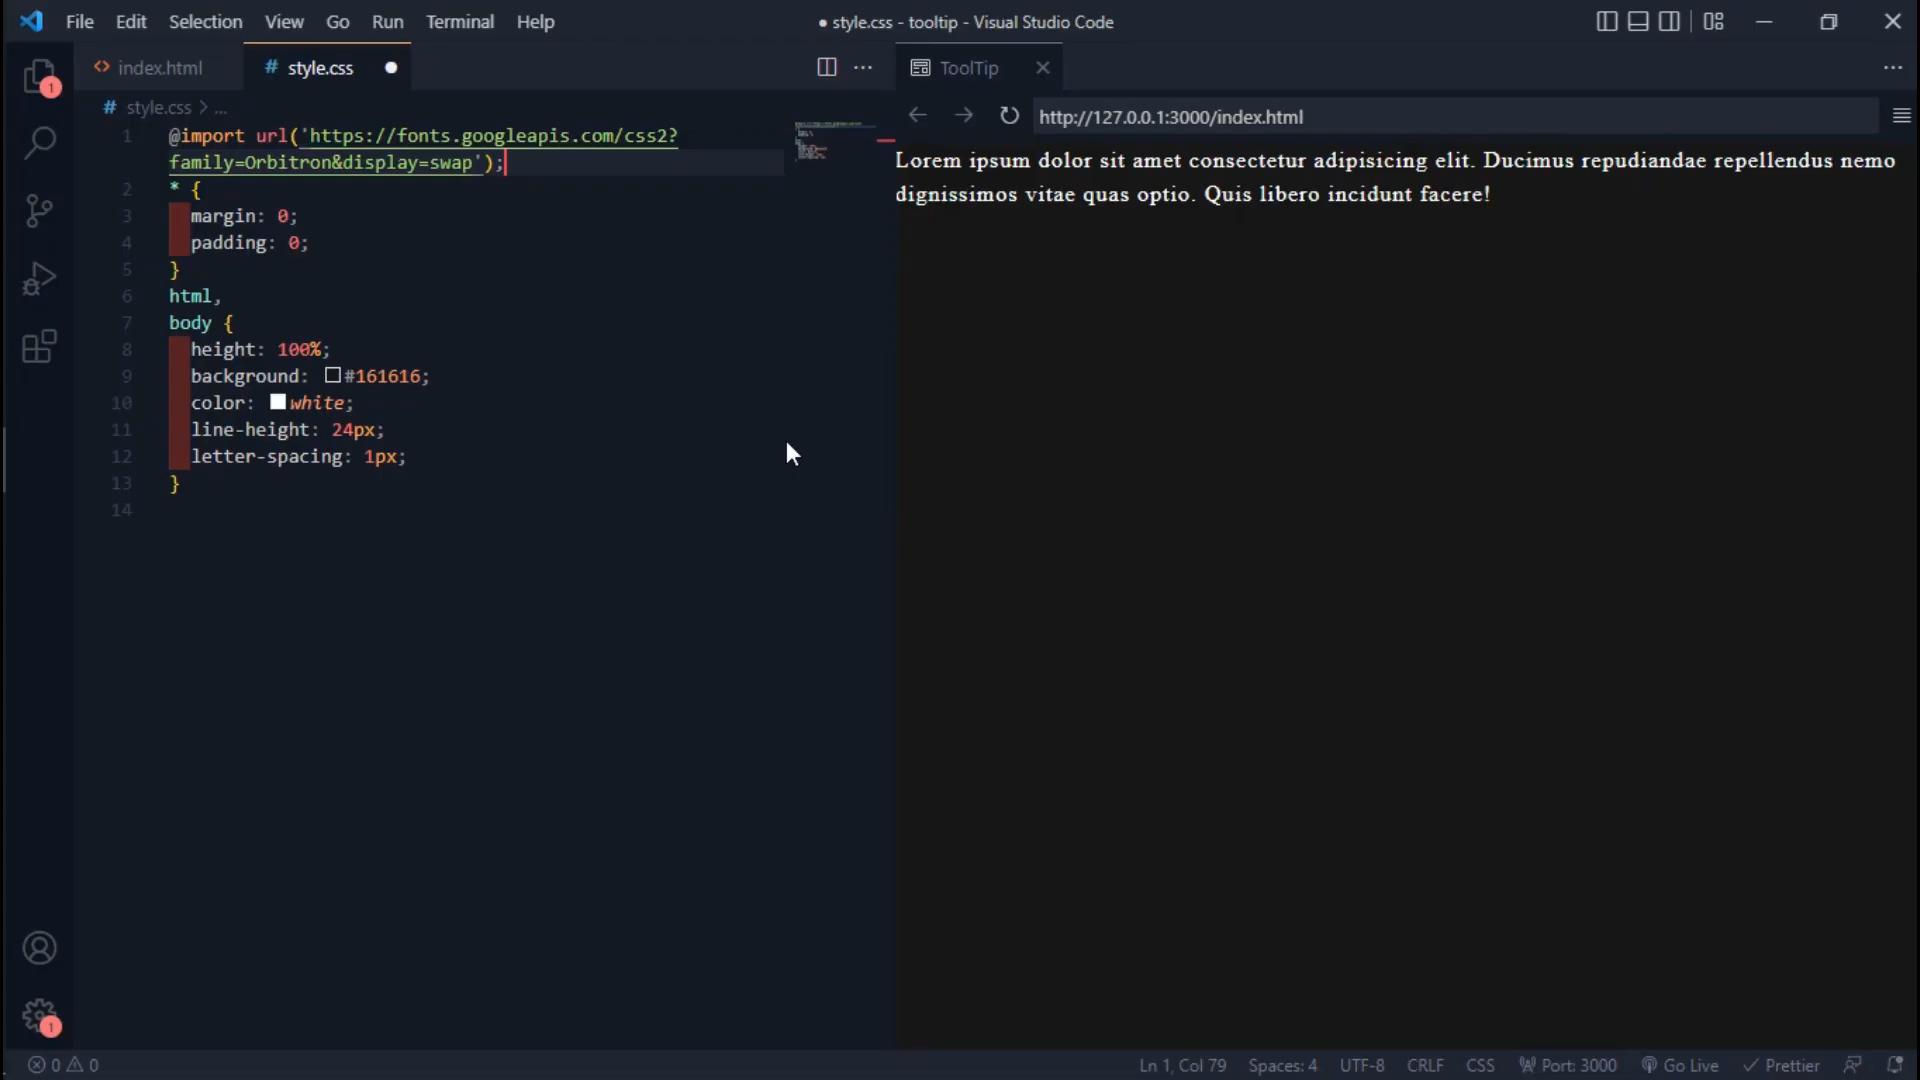 File Edit Selection View Go Run Terminal Help
● style.css - tooltip - Visual Studio Code
<> index.html
# style.css ●
ToolTip
# style.css > ...
http://127.0.0.1:3000/index.html
1 @import url('https://fonts.googleapis.com/css2?
family=Orbitron&display=swap');
2 * {
3 margin: 0;
4 padding: 0;
5 }
6 html,
7 body {
8 height: 100%;
9 background: #161616;
10 color: white;
11 line-height: 24px;
12 letter-spacing: 1px;
13 }
14
Lorem ipsum dolor sit amet consectetur adipisicing elit. Ducimus repudiandae repellendus nemo
dignissimos vitae quas optio. Quis libero incidunt facere!
1
1
0 0
Ln 1, Col 79 Spaces: 4 UTF-8 CRLF CSS Port: 3000 Go Live Prettier